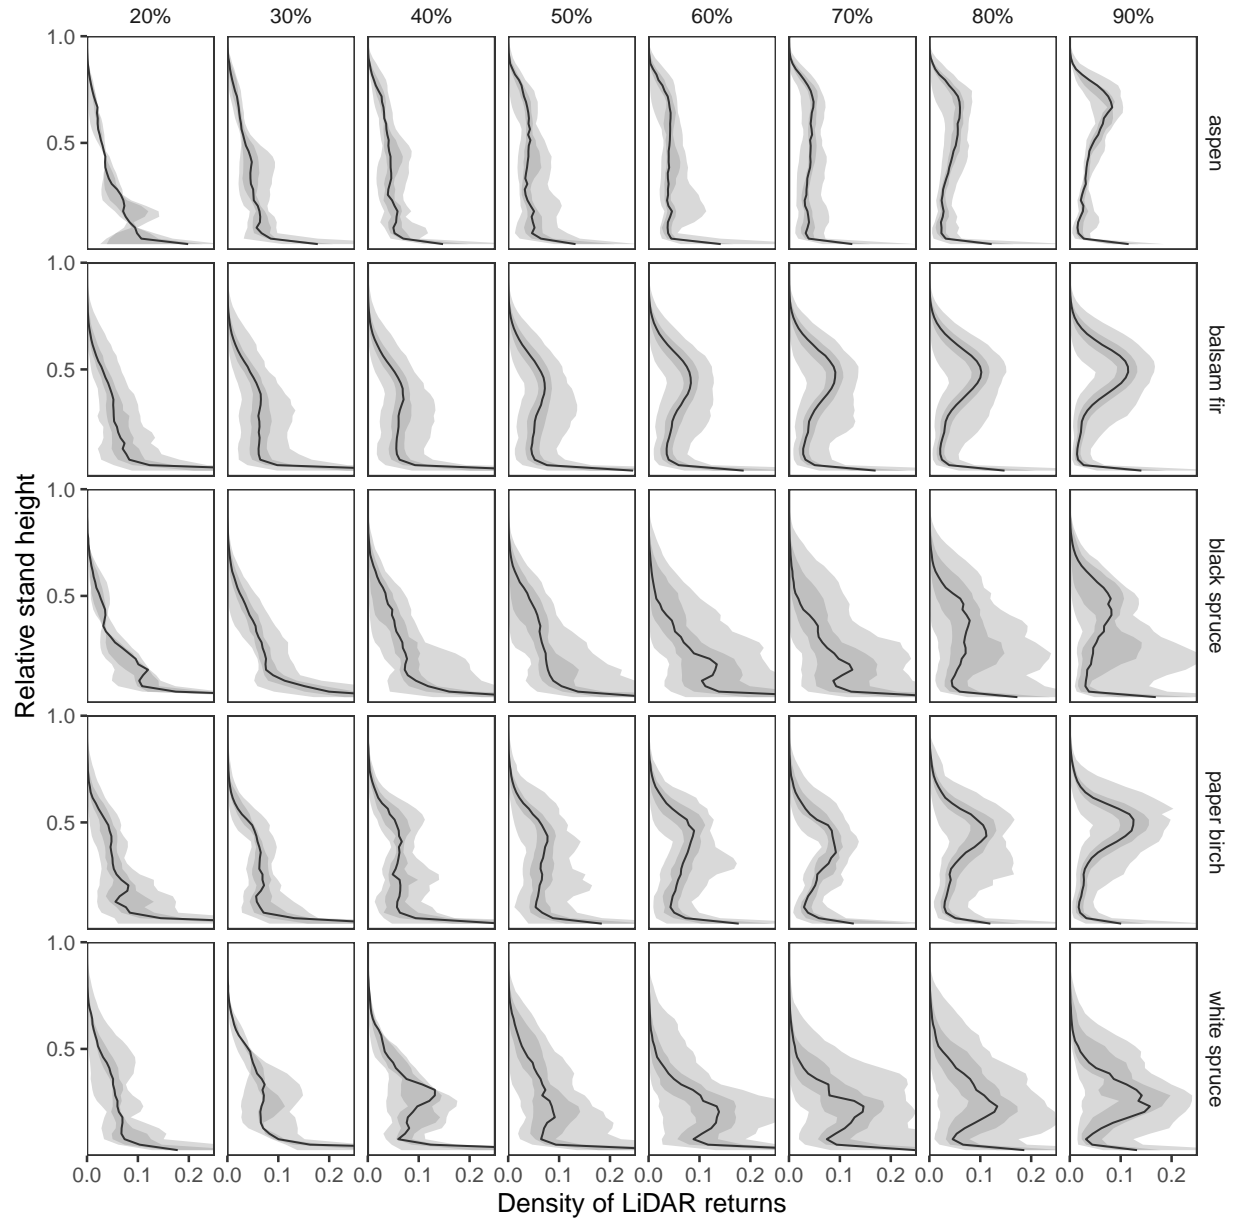 20% 30% 40% 50% 60% 70% 80% 90%
1.0
0.5
aspen
1.0
0.5
balsam fir
1.0
0.5
black spruce
1.0
0.5
paper birch
1.0
0.5
white spruce
0.0 0.1 0.2 0.0 0.1 0.2 0.0 0.1 0.2 0.0 0.1 0.2 0.0 0.1 0.2 0.0 0.1 0.2 0.0 0.1 0.2 0.0 0.1 0.2
Relative stand height
Density of LiDAR returns